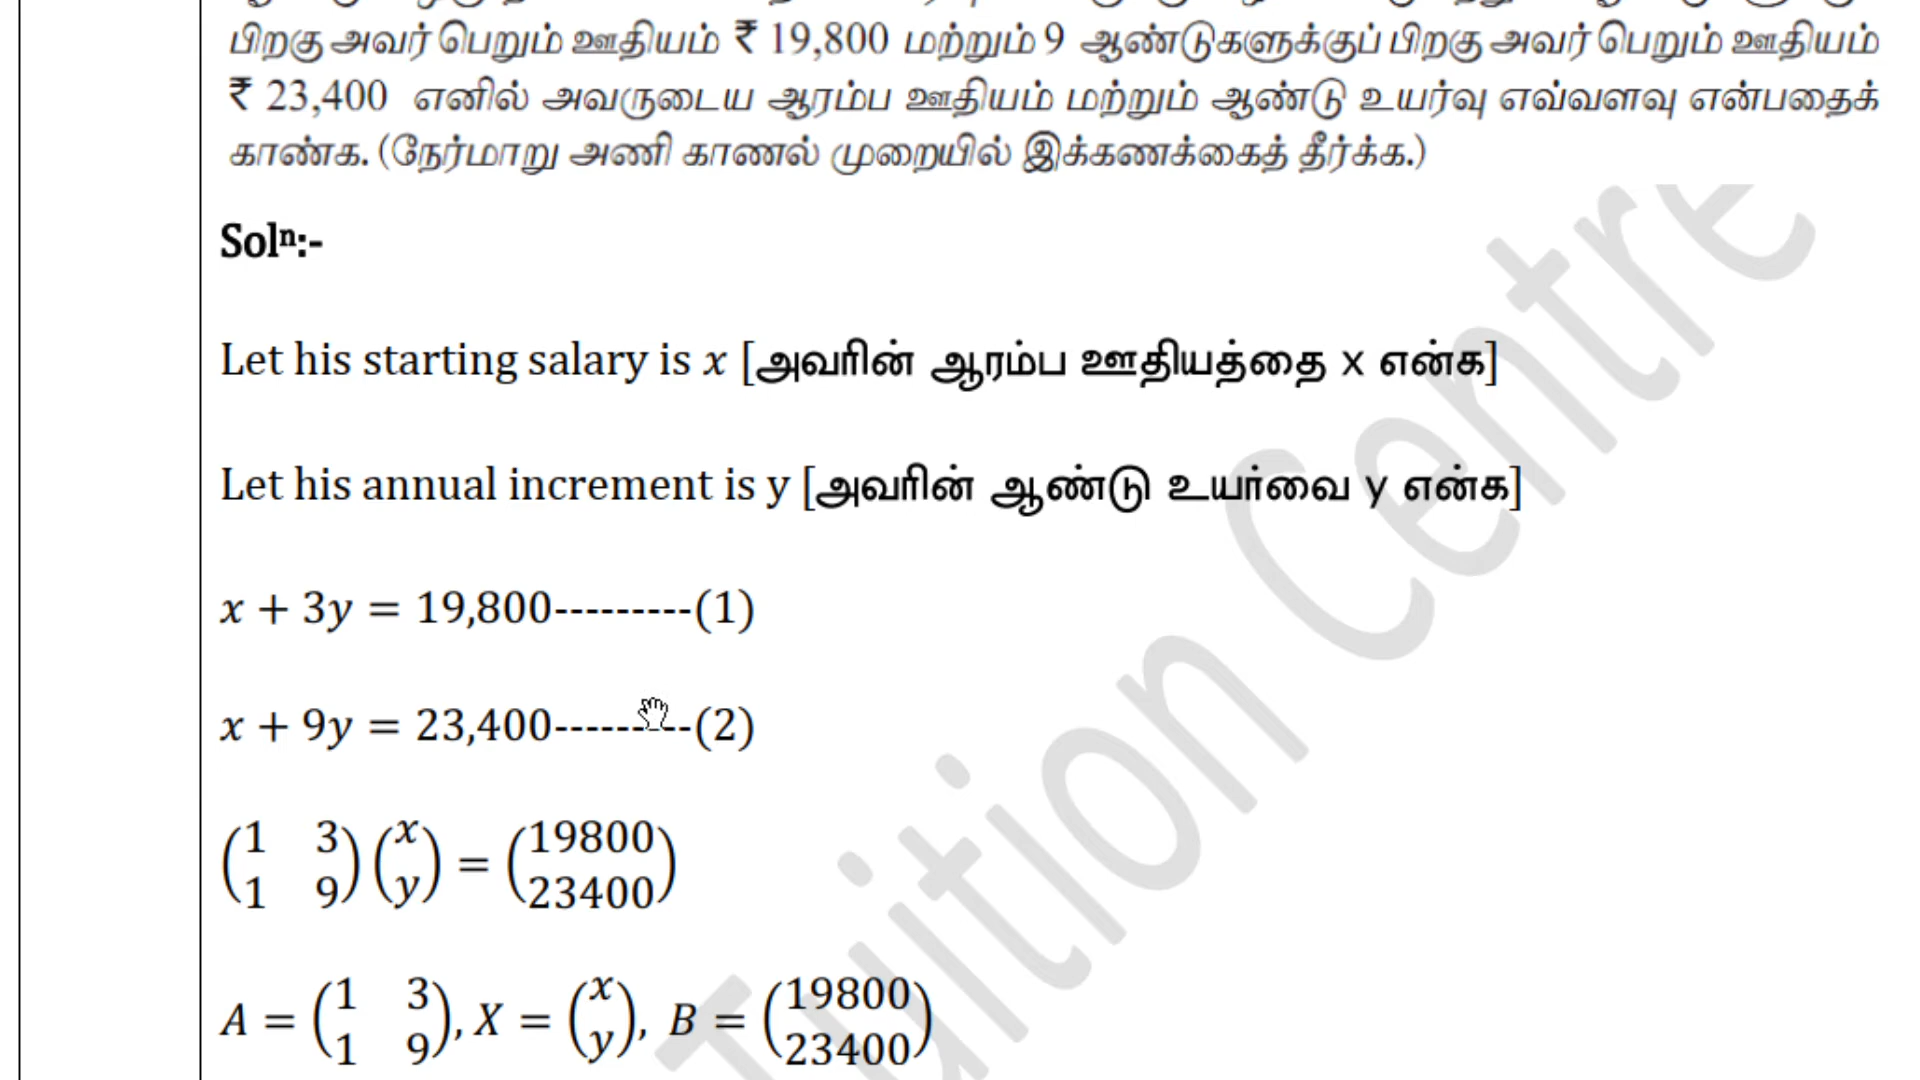 பிறகு அவர் பெறும் ஊதியம் ₹ 19,800 மற்றும் 9 ஆண்டுகளுக்குப் பிறகு அவர் பெறும் ஊதியம்
₹ 23,400 எனில் அவருடைய ஆரம்ப ஊதியம் மற்றும் ஆண்டு உயர்வு எவ்வளவு என்பதைக்
காண்க. (நேர்மாறு அணி காணல் முறையில் இக்கணக்கைத் தீர்க்க.)
Solⁿ:-
Let his starting salary is x [அவரின் ஆரம்ப ஊதியத்தை x என்க]
Let his annual increment is y [அவரின் ஆண்டு உயர்வை y என்க]
x + 3y = 19,800---------(1)
x + 9y = 23,400---------(2)
(1 3) (x) = (19800)
(1 9) (y) (23400)
A = (1 3), X = (x), B = (19800)
(1 9) (y) (23400)
Tuition Centre